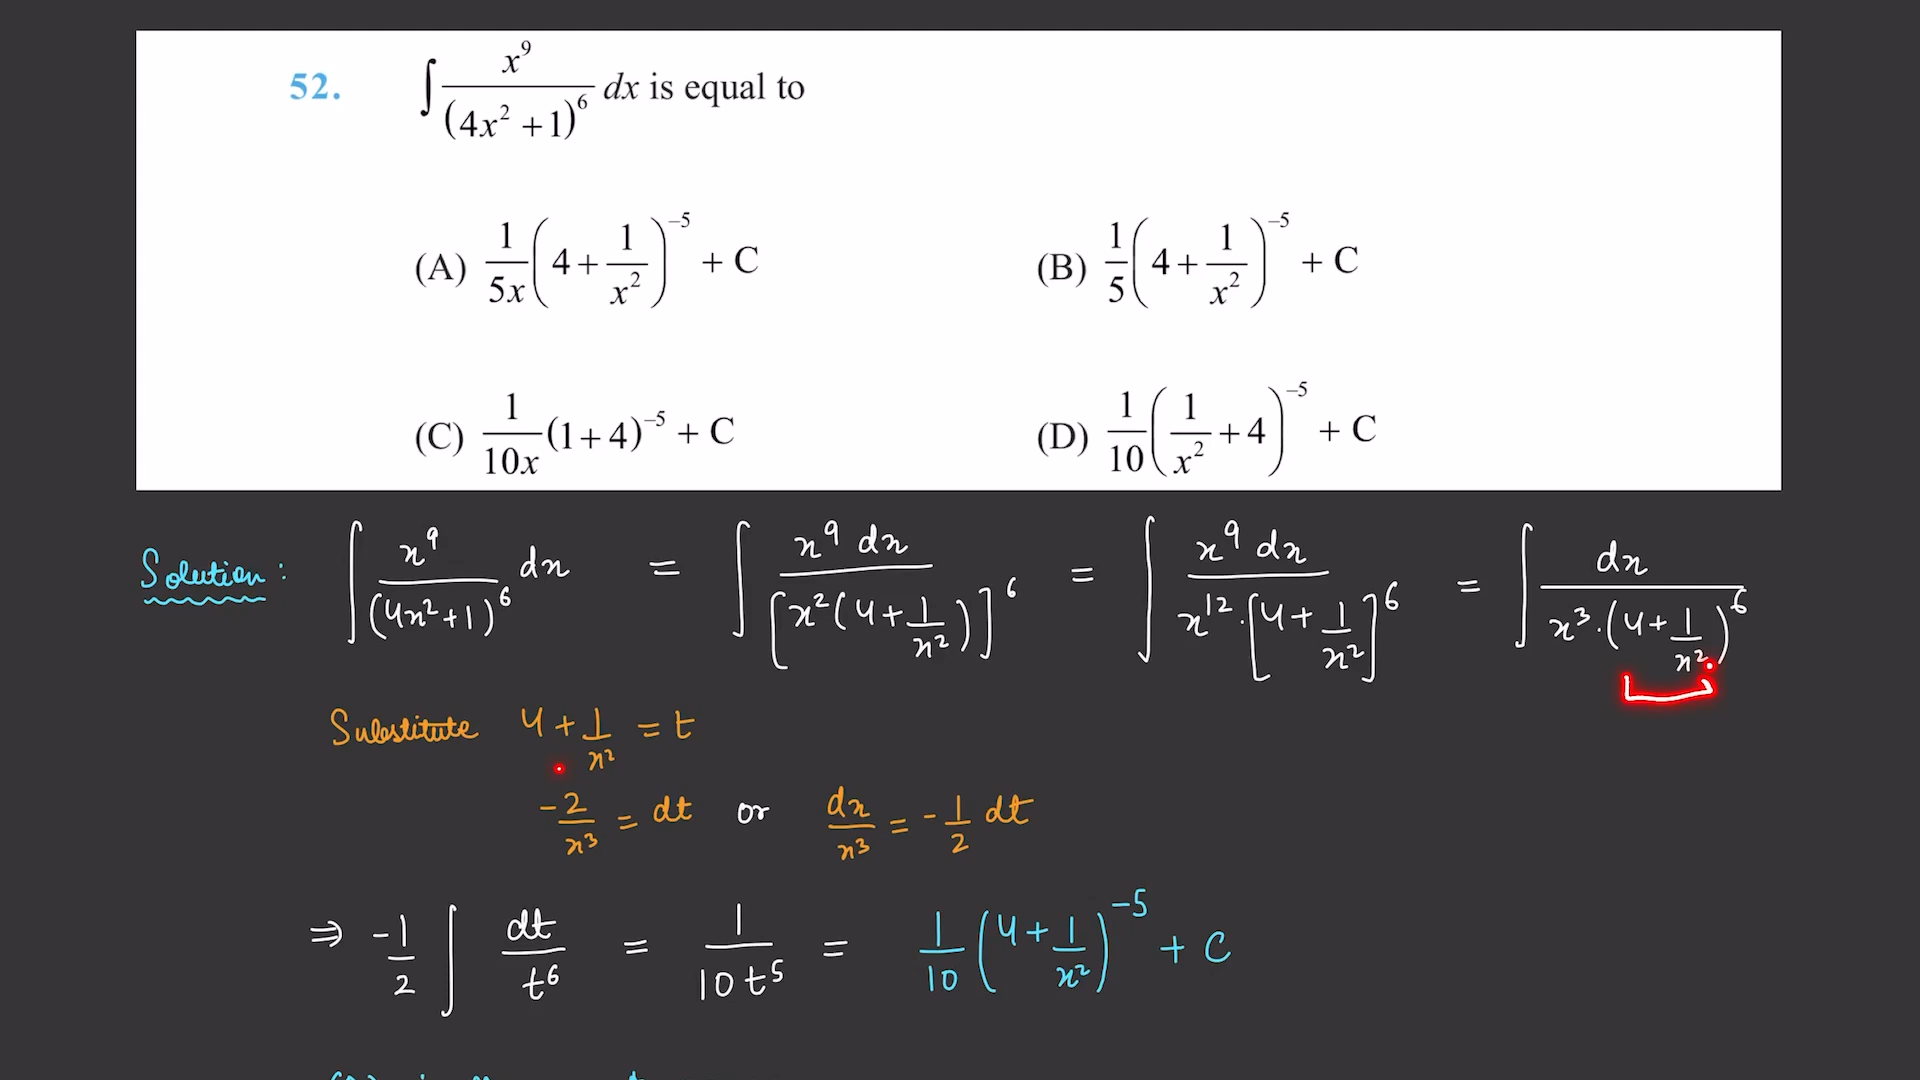 52. ∫ x⁹/(4x² + 1)⁶ dx is equal to
(A) 1/(5x) (4 + 1/x²)⁻⁵ + C (B) 1/5 (4 + 1/x²)⁻⁵ + C
(C) 1/(10x) (1 + 4)⁻⁵ + C (D) 1/10 (1/x² + 4)⁻⁵ + C
Solution: ∫ x⁹/(4x²+1)⁶ dx = ∫ x⁹ dx/[x²(4+1/x²)]⁶ = ∫ x⁹ dx/x¹²·[4+1/x²]⁶ = ∫ dx/x³·(4+1/x²)⁶
Substitute 4 + 1/x² = t
-2/x³ = dt or dx/x³ = -1/2 dt
⇒ -1/2 ∫ dt/t⁶ = 1/10t⁵ = 1/10 (4+1/x²)⁻⁵ + C